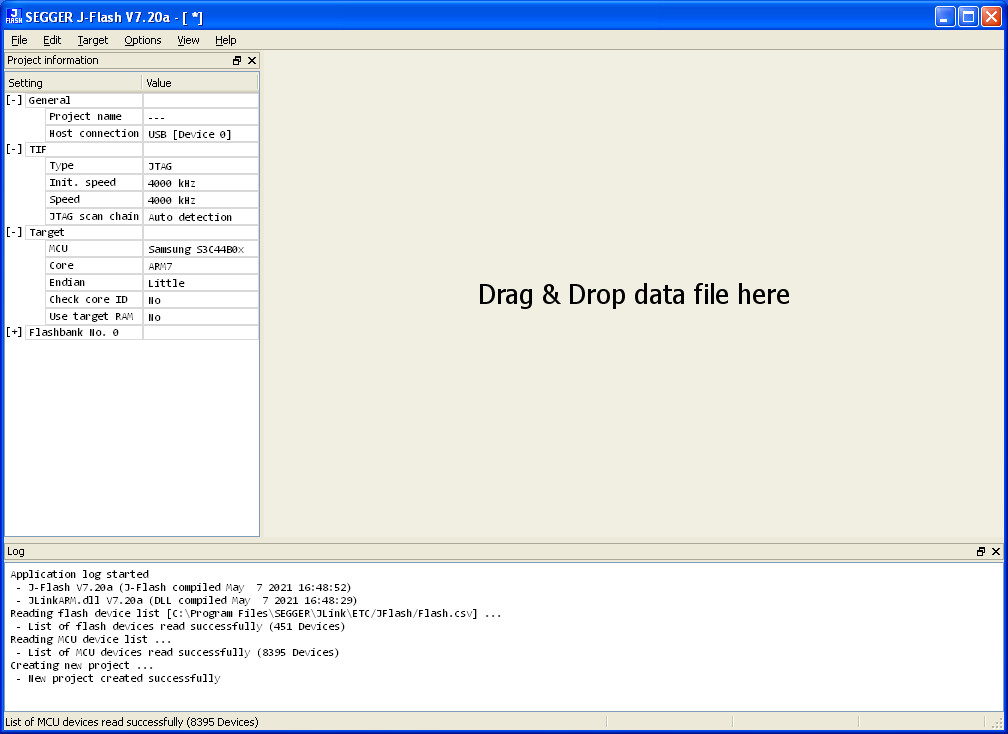 J
FLASH
SEGGER J-Flash V7.20a - [ *]
File Edit Target Options View Help
Project information
Setting Value
[-] General
Project name ---
Host connection USB [Device 0]
[-] TIF
Type JTAG
Init. speed 4000 kHz
Speed 4000 kHz
JTAG scan chain Auto detection
[-] Target
MCU Samsung S3C44B0x
Core ARM7
Endian Little
Check core ID No
Use target RAM No
[+] Flashbank No. 0
Drag & Drop data file here
Log
Application log started
- J-Flash V7.20a (J-Flash compiled May  7 2021 16:48:52)
- JLinkARM.dll V7.20a (DLL compiled May  7 2021 16:48:29)
Reading flash device list [C:\Program Files\SEGGER\JLink\ETC/JFlash/Flash.csv] ...
- List of flash devices read successfully (451 Devices)
Reading MCU device list ...
- List of MCU devices read successfully (8395 Devices)
Creating new project ...
- New project created successfully
List of MCU devices read successfully (8395 Devices)